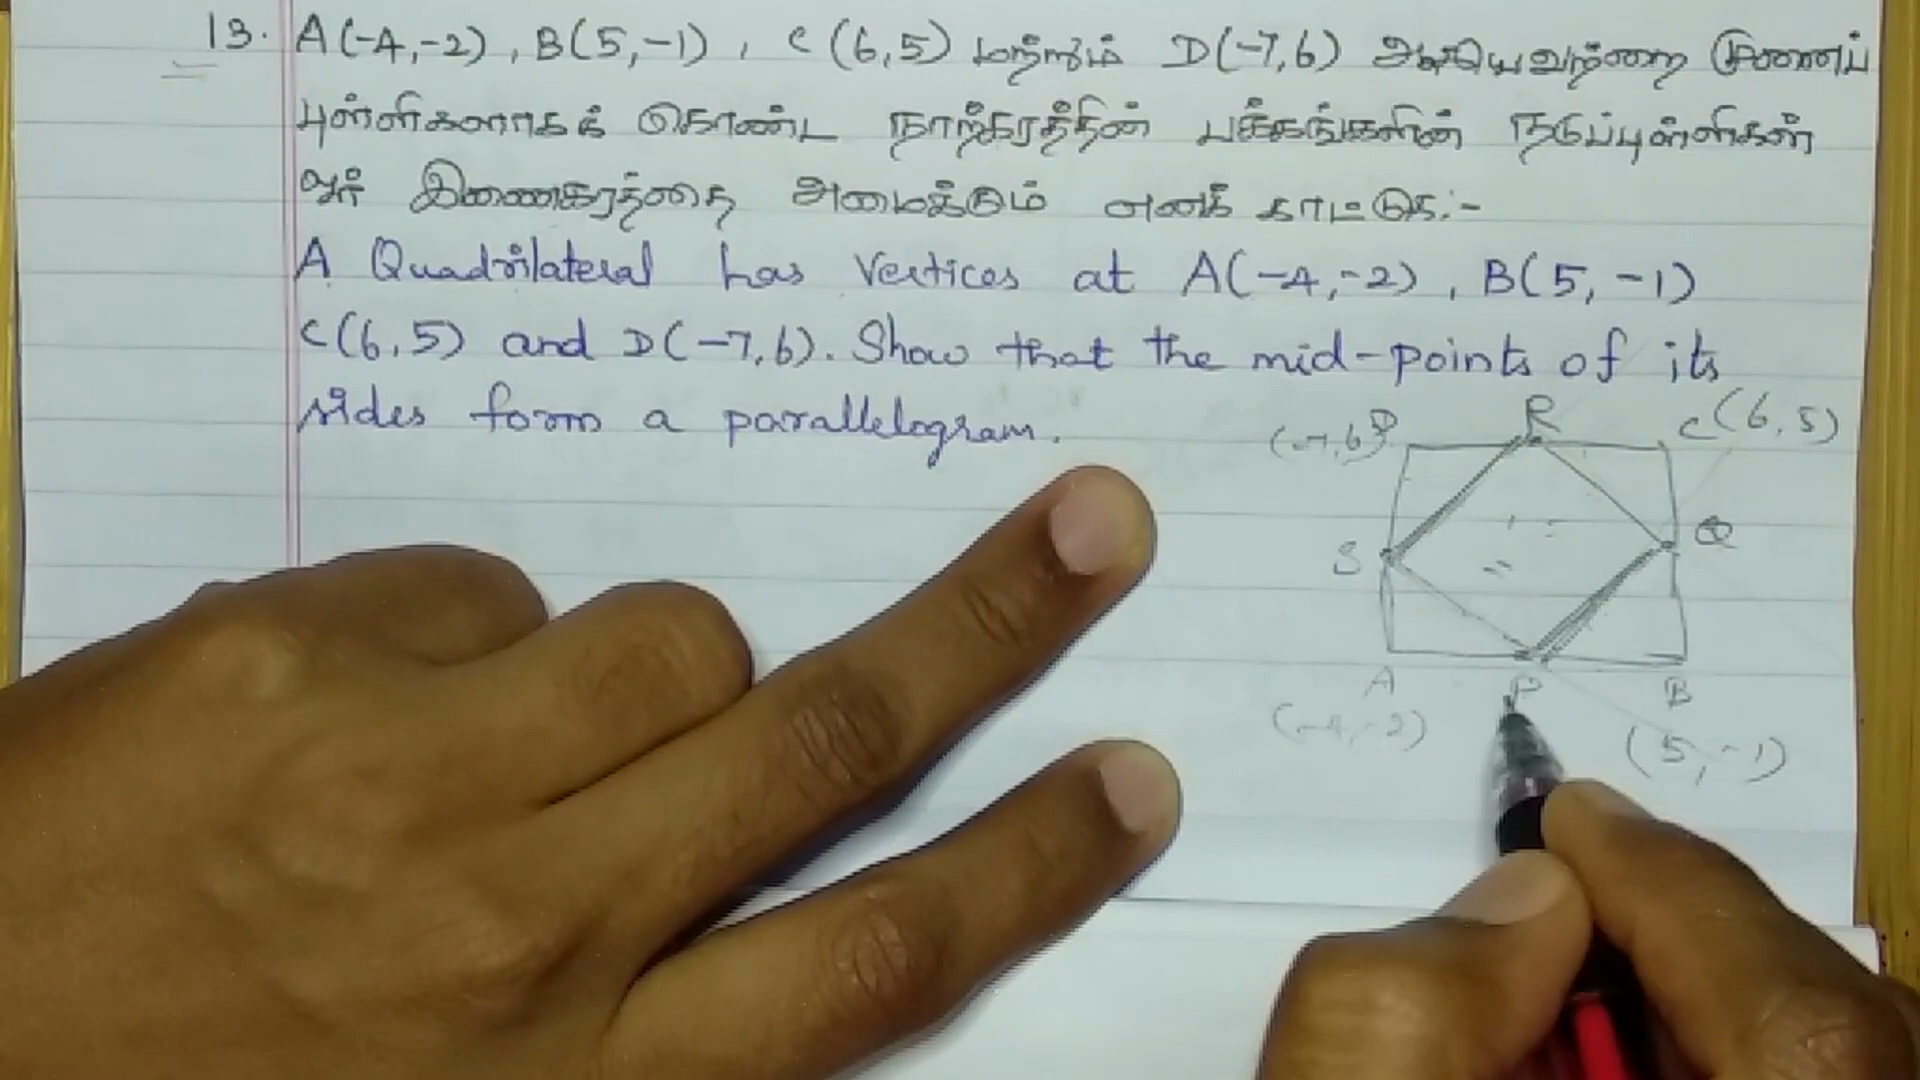 13. A(-4,-2), B(5,-1), C(6,5) மற்றும் D(-7,6) ஆகியவற்றை முனைப்
புள்ளிகளாகக் கொண்ட நாற்கரத்தின் பக்கங்களின் நடுப்புள்ளிகள்
ஓர் இணைகரத்தை அமைக்கும் எனக் காட்டுக:-
A Quadrilateral has Vertices at A(-4,-2), B(5,-1)
C(6,5) and D(-7,6). Show that the mid-points of its
sides form a parallelogram.
(-7,6) D R C (6,5)
S Q
A P B
(-4,-2) (5,-1)